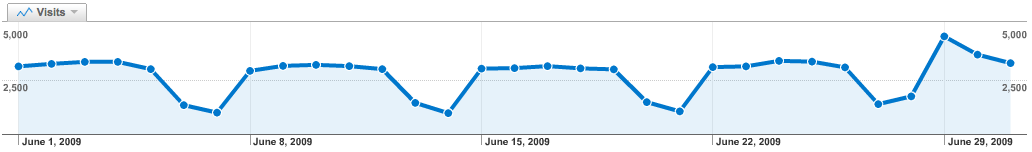 Visits
5,000 5,000
2,500 2,500
June 1, 2009 June 8, 2009 June 15, 2009 June 22, 2009 June 29, 2009